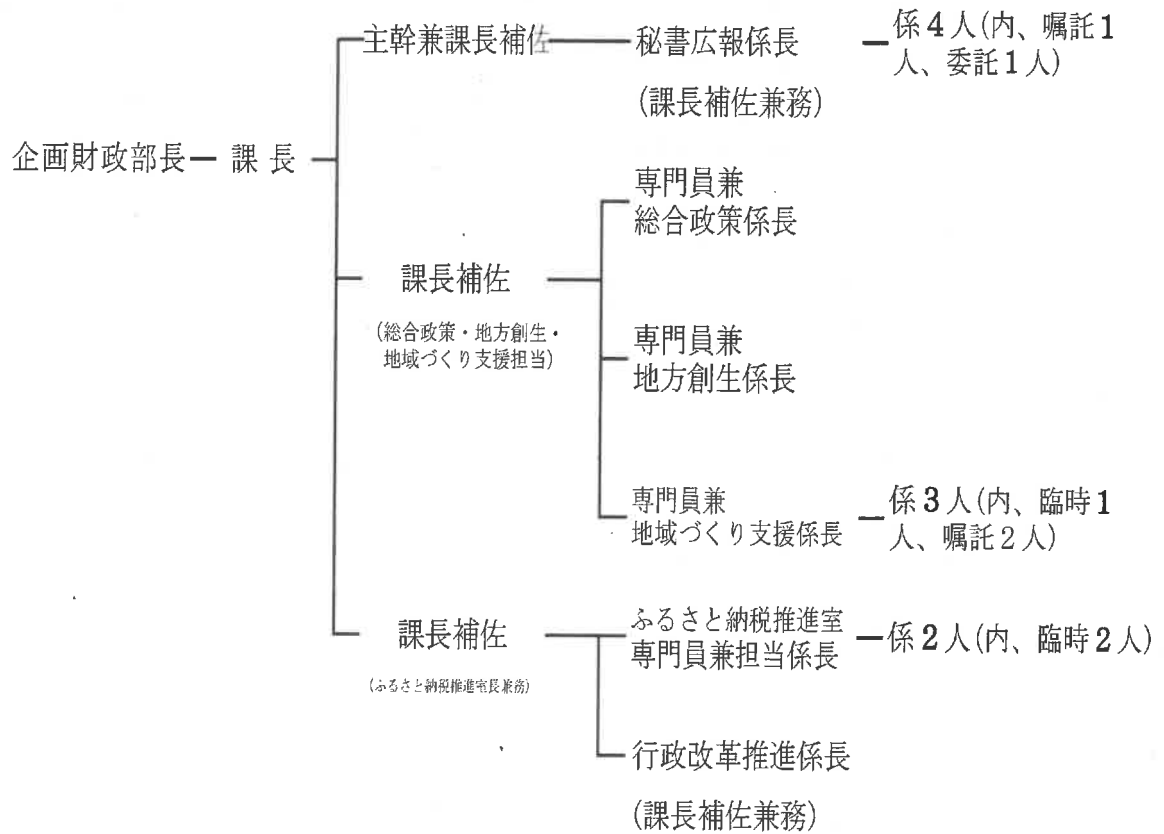 企画財政部長
課 長
主幹兼課長補佐
秘書広報係長
(課長補佐兼務)
係4人(内、嘱託1
人、委託1人)
課長補佐
(総合政策・地方創生・
地域づくり支援担当)
専門員兼
総合政策係長
専門員兼
地方創生係長
専門員兼
地域づくり支援係長
係3人(内、臨時1
人、嘱託2人)
課長補佐
(ふるさと納税推進室長兼務)
ふるさと納税推進室
専門員兼担当係長
係2人(内、臨時2人)
行政改革推進係長
(課長補佐兼務)